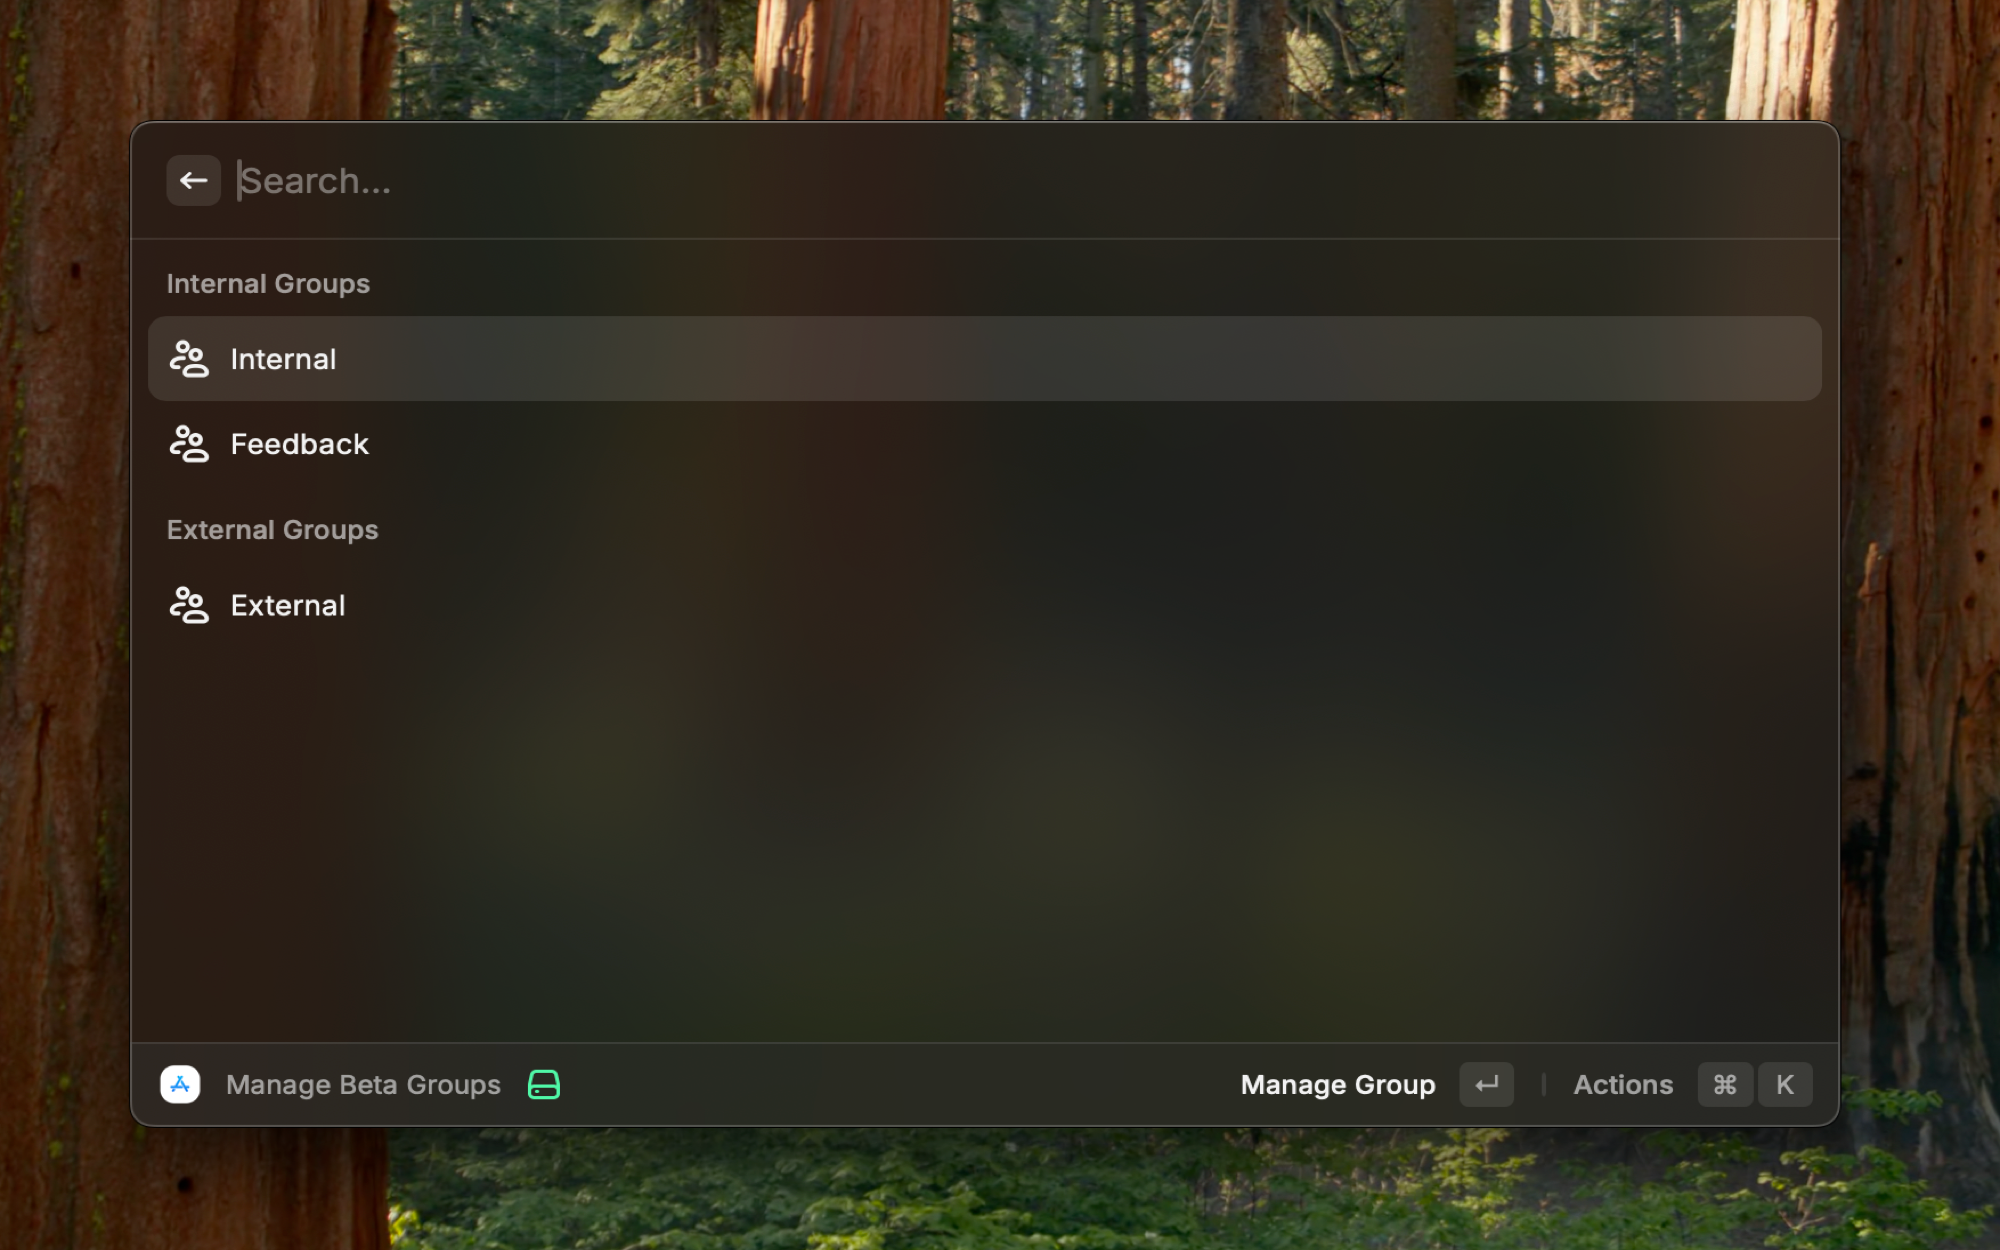 Search...
Internal Groups
Internal
Feedback
External Groups
External
Manage Beta Groups
Manage Group ↵ | Actions ⌘ K